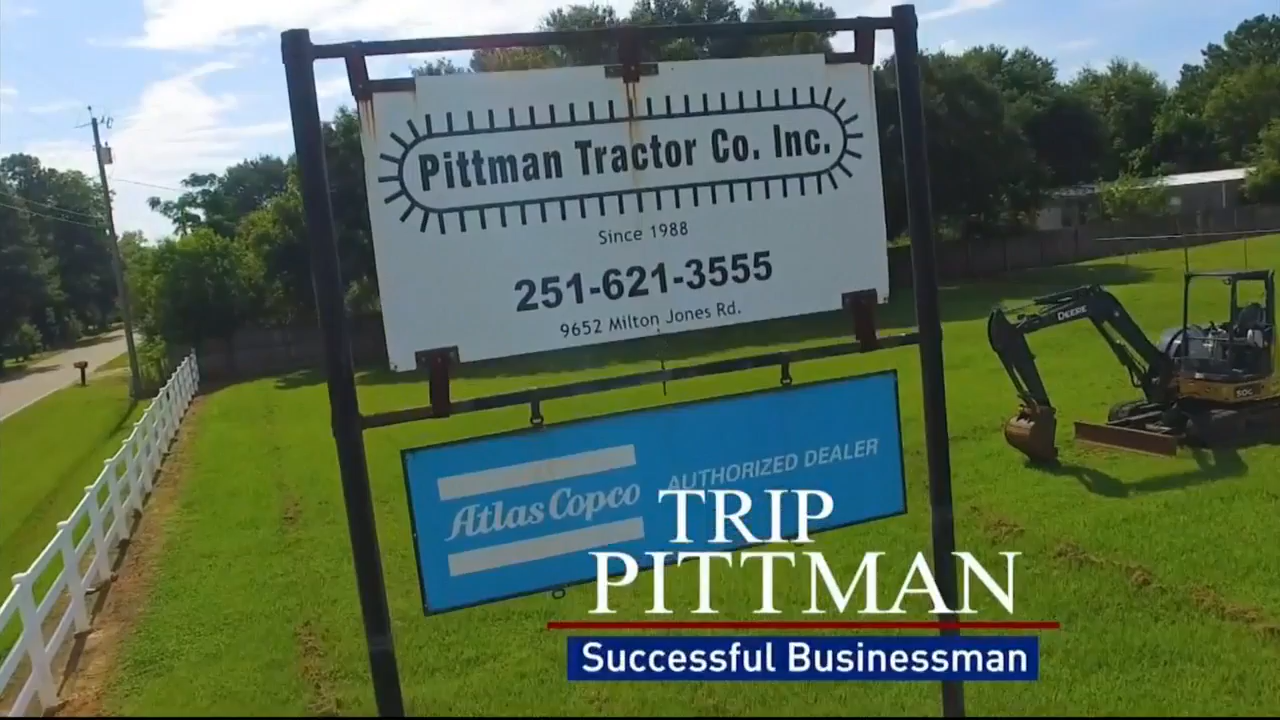 Pittman Tractor Co. Inc.
Since 1988
251-621-3555
9652 Milton Jones Rd.
Atlas Copco
AUTHORIZED DEALER
DEERE
50G
TRIP
PITTMAN
Successful Businessman